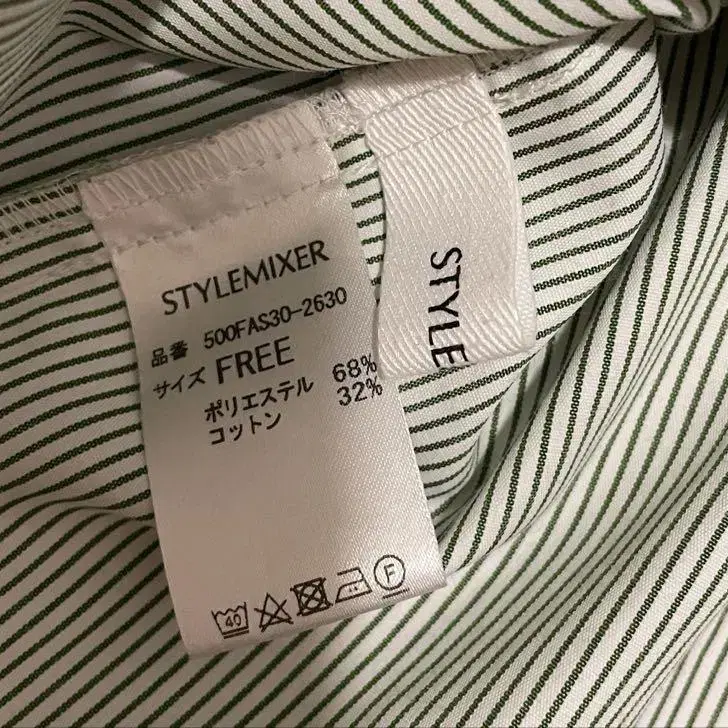 STYLEMIXER
品番 500FAS30-2630
サイズ FREE
ポリエステル 68%
コットン 32%
40
F
STYLE